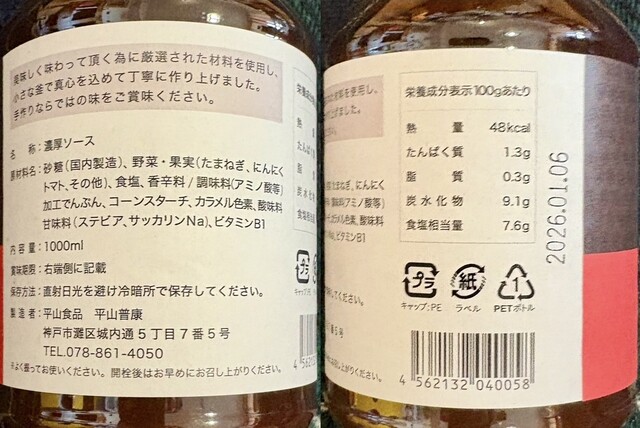 美味しく味わって頂く為に厳選された材料を使用し、
小さな釜で真心を込めて丁寧に作り上げました。
手作りならではの味をご賞味ください。
名 称：濃厚ソース
原材料名：砂糖（国内製造）、野菜・果実（たまねぎ、にんにく
トマト、その他）、食塩、香辛料／調味料(アミノ酸等)
加工でんぷん、コーンスターチ、カラメル色素、酸味料
甘味料（ステビア、サッカリンNa）、ビタミンB1
内容量：1000ml
賞味期限：右端側に記載
保存方法：直射日光を避け冷暗所で保存してください。
製造者：平山食品 平山普康
神戸市灘区城内通5丁目7番5号
TEL.078-861-4050
※よく振ってお使いください。開栓後はお早めにお召し上がりください。
栄養成分表示100gあたり
熱量 48kcal
たんぱく質 1.3g
脂質 0.3g
炭水化物 9.1g
食塩相当量 7.6g
2026.01.06
プラ 紙 1
キャップ:PE ラベル PETボトル
4 562132 040058